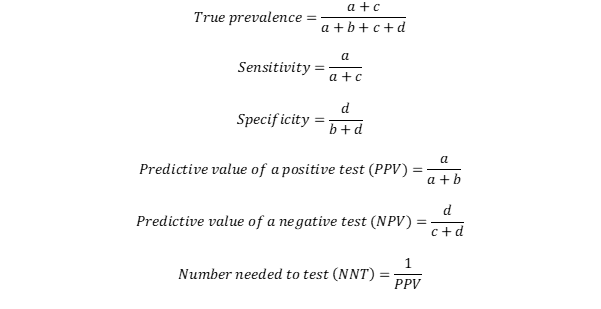 True prevalence = (a + c) / (a + b + c + d)
Sensitivity = a / (a + c)
Specificity = d / (b + d)
Predictive value of a positive test (PPV) = a / (a + b)
Predictive value of a negative test (NPV) = d / (c + d)
Number needed to test (NNT) = 1 / PPV